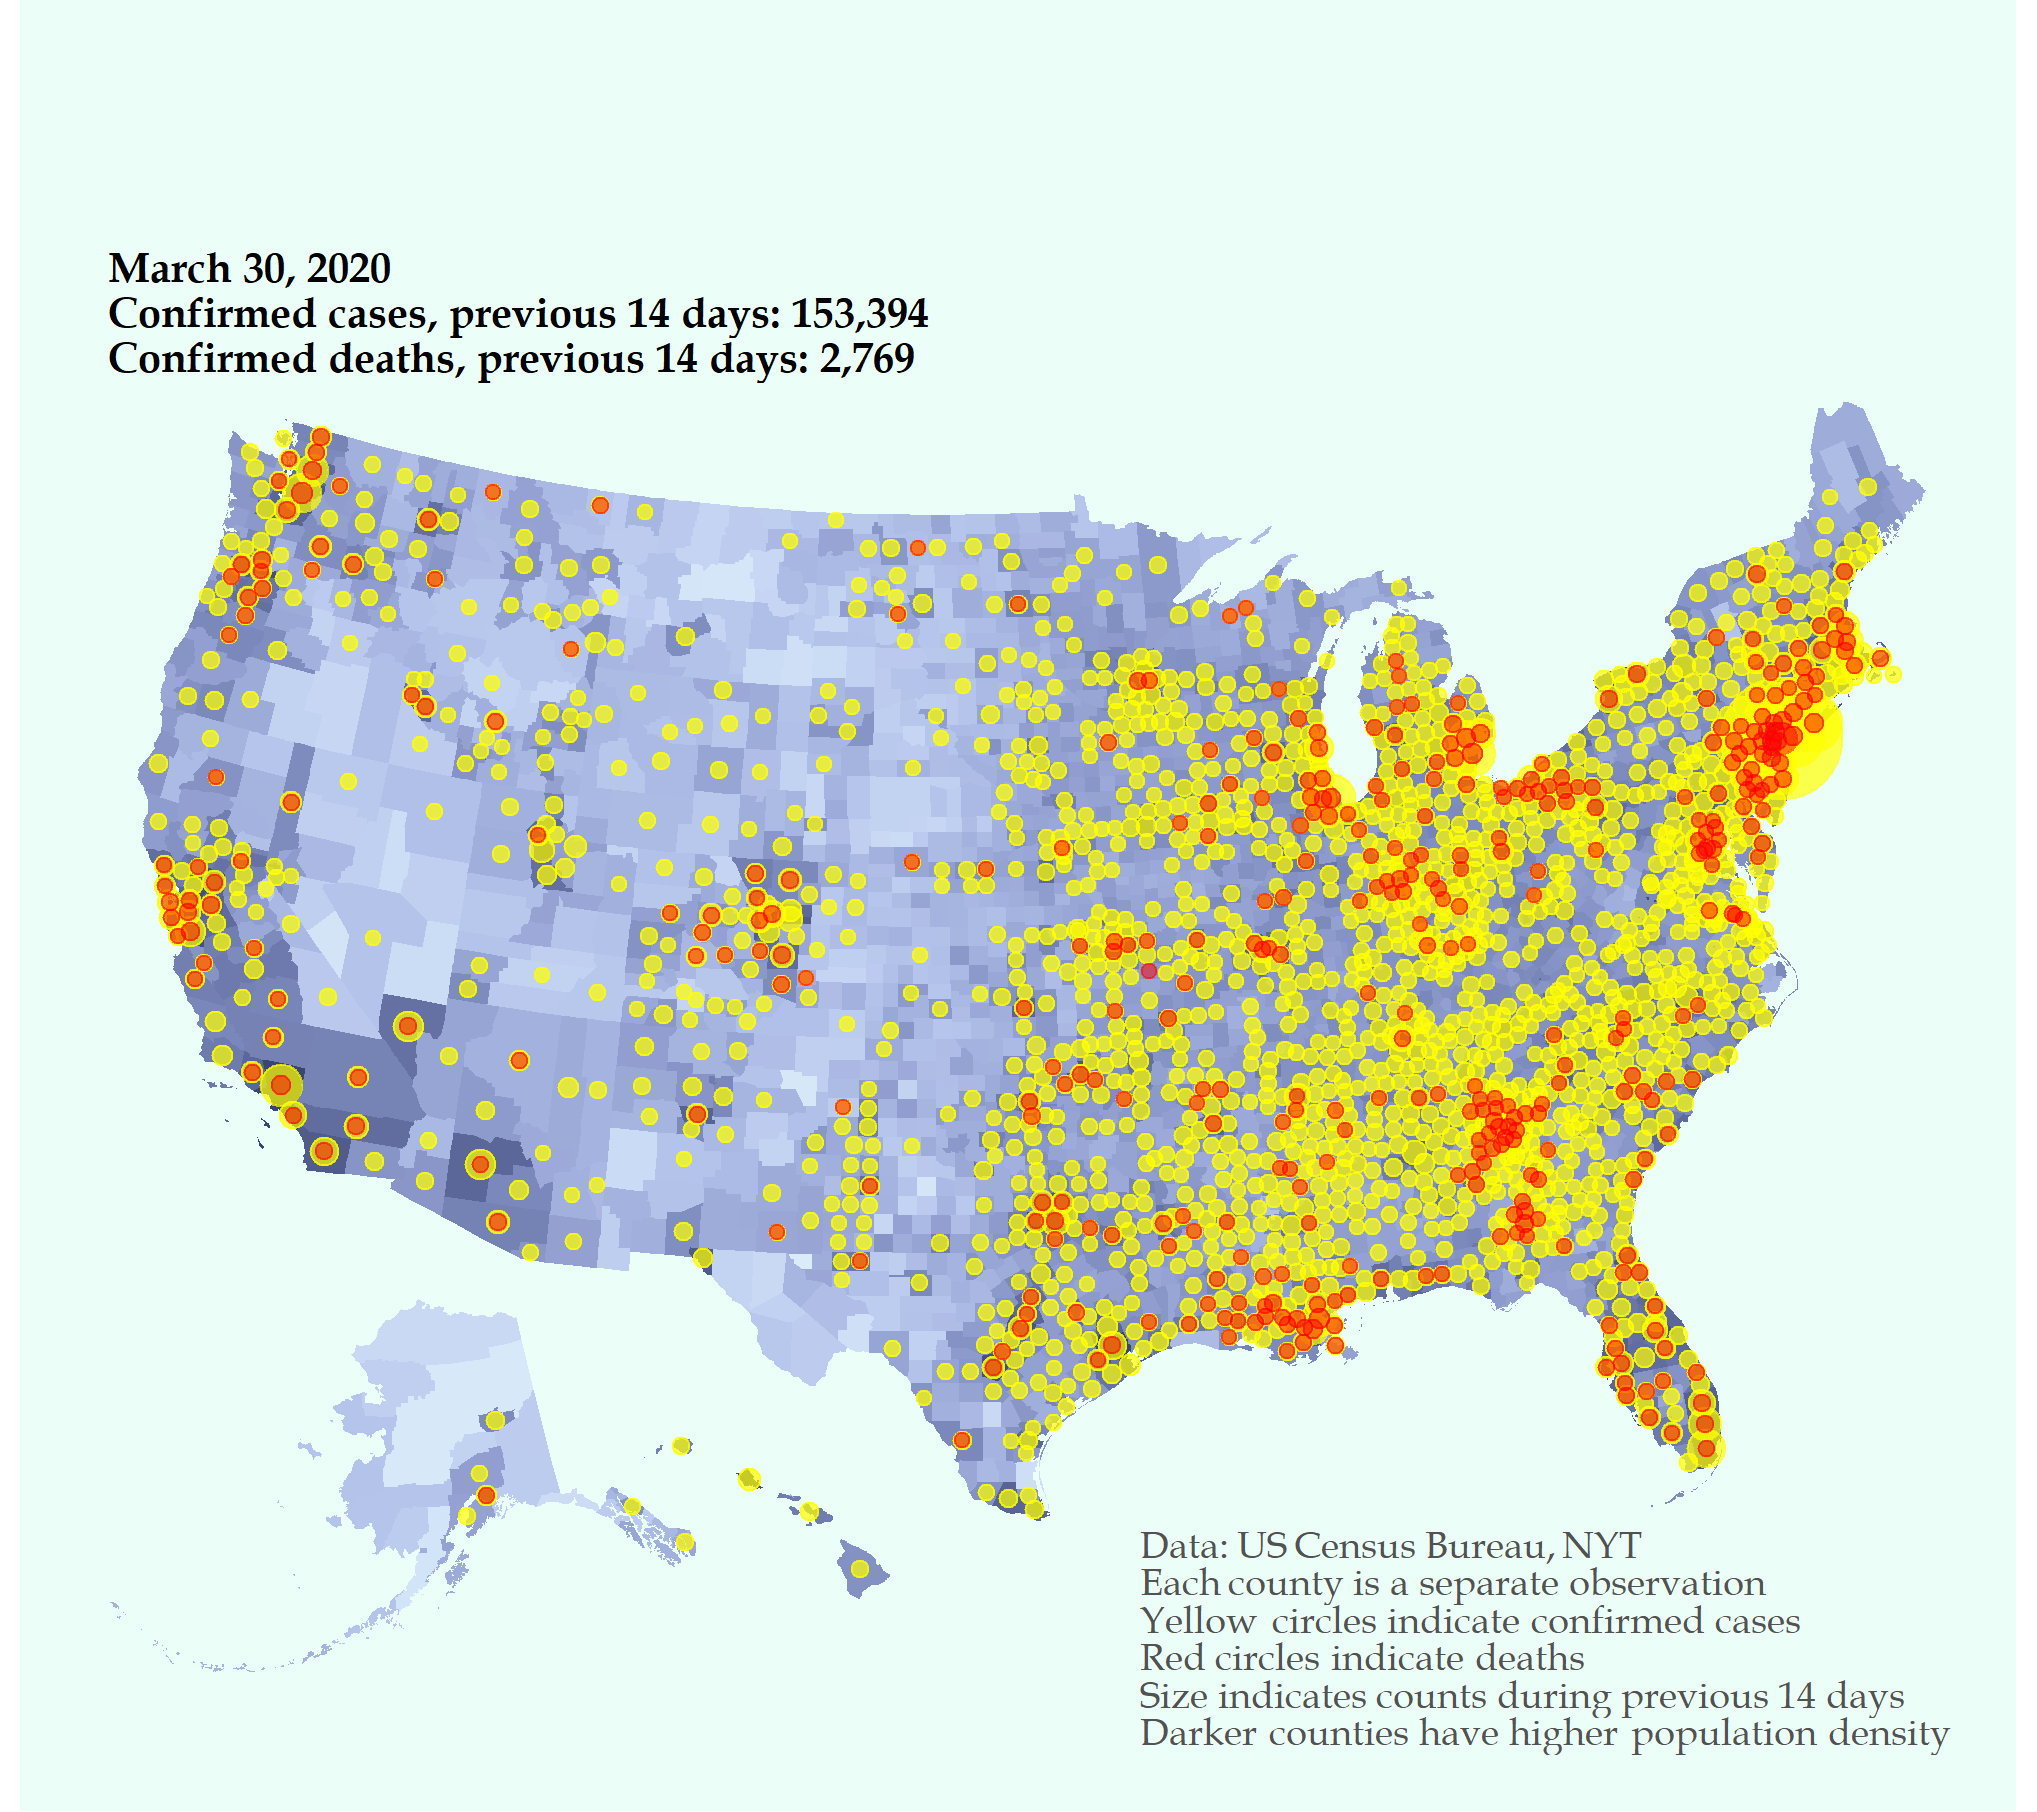 March 30, 2020
Confirmed cases, previous 14 days: 153,394
Confirmed deaths, previous 14 days: 2,769
Data: US Census Bureau, NYT
Each county is a separate observation
Yellow circles indicate confirmed cases
Red circles indicate deaths
Size indicates counts during previous 14 days
Darker counties have higher population density